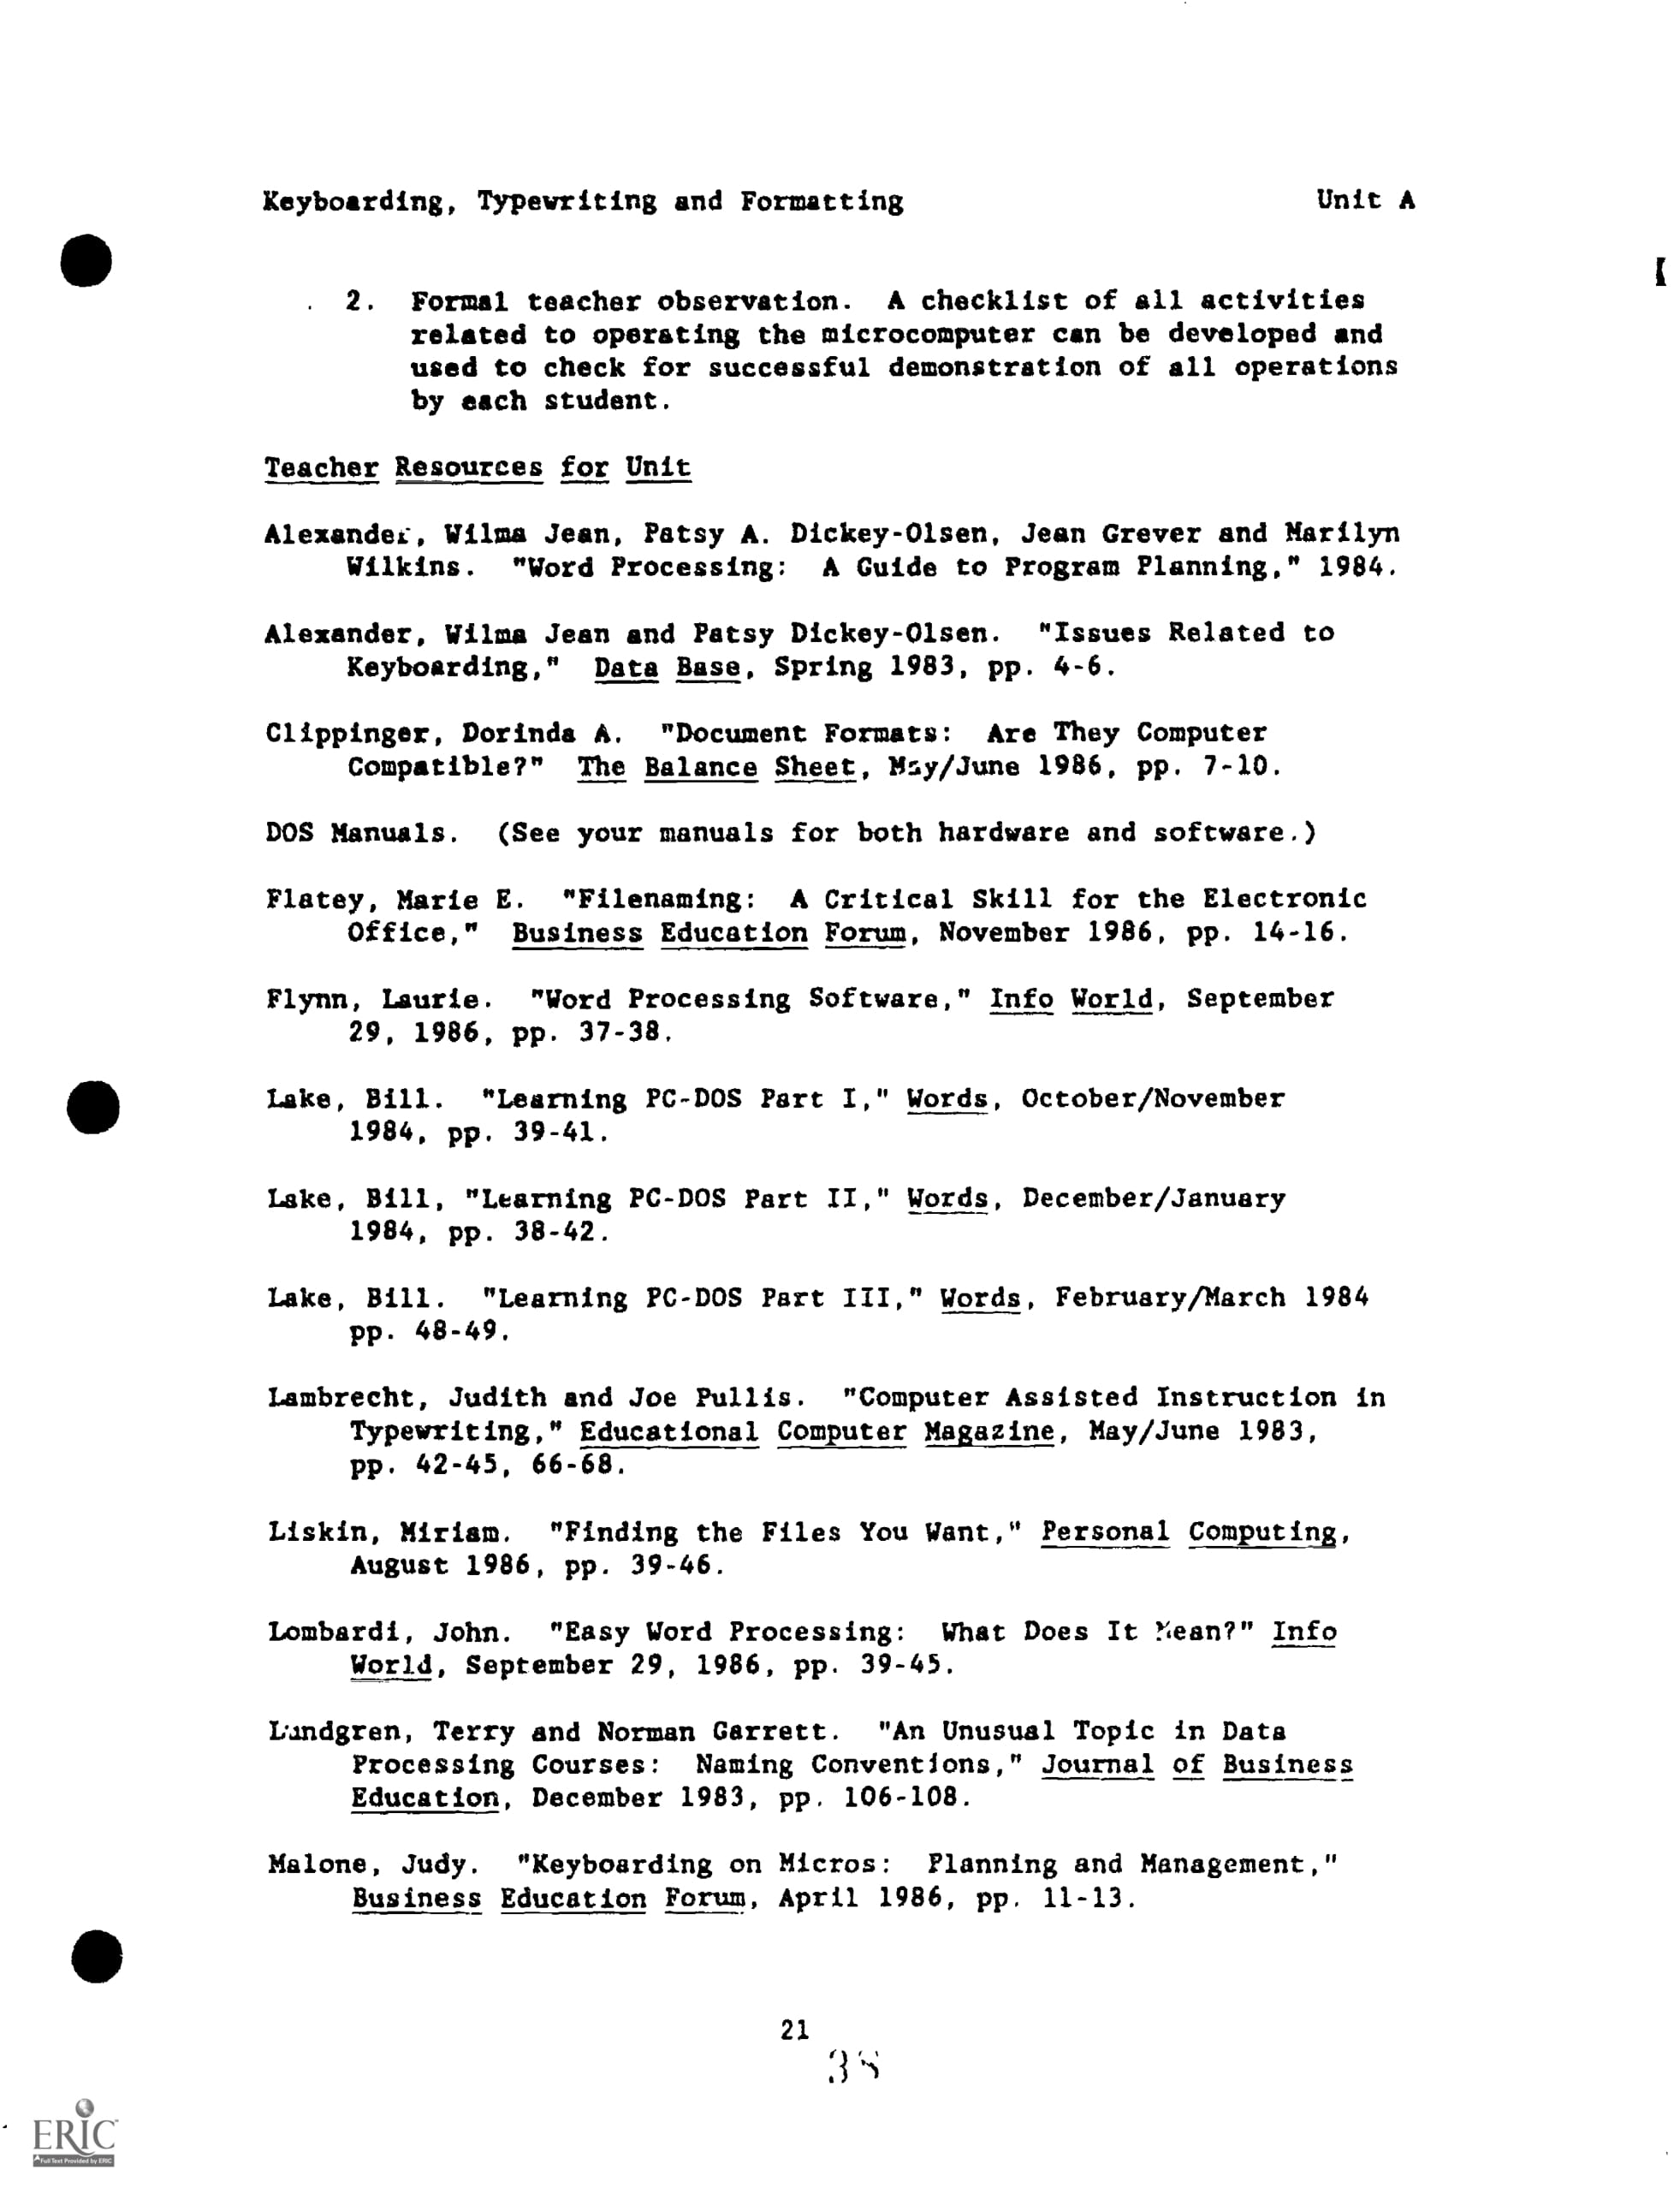 Keyboarding, Typewriting and Formatting Unit A
2. Formal teacher observation. A checklist of all activities
related to operating the microcomputer can be developed and
used to check for successful demonstration of all operations
by each student.
Teacher Resources for Unit
Alexander, Wilma Jean, Patsy A. Dickey-Olsen, Jean Grever and Marilyn
Wilkins. "Word Processing: A Guide to Program Planning," 1984.
Alexander, Wilma Jean and Patsy Dickey-Olsen. "Issues Related to
Keyboarding," Data Base, Spring 1983, pp. 4-6.
Clippinger, Dorinda A. "Document Formats: Are They Computer
Compatible?" The Balance Sheet, May/June 1986, pp. 7-10.
DOS Manuals. (See your manuals for both hardware and software.)
Flatey, Marie E. "Filenaming: A Critical Skill for the Electronic
Office," Business Education Forum, November 1986, pp. 14-16.
Flynn, Laurie. "Word Processing Software," Info World, September
29, 1986, pp. 37-38.
Lake, Bill. "Learning PC-DOS Part I," Words, October/November
1984, pp. 39-41.
Lake, Bill, "Learning PC-DOS Part II," Words, December/January
1984, pp. 38-42.
Lake, Bill. "Learning PC-DOS Part III," Words, February/March 1984
pp. 48-49.
Lambrecht, Judith and Joe Pullis. "Computer Assisted Instruction in
Typewriting," Educational Computer Magazine, May/June 1983,
pp. 42-45, 66-68.
Liskin, Miriam. "Finding the Files You Want," Personal Computing,
August 1986, pp. 39-46.
Lombardi, John. "Easy Word Processing: What Does It Mean?" Info
World, September 29, 1986, pp. 39-45.
Lundgren, Terry and Norman Garrett. "An Unusual Topic in Data
Processing Courses: Naming Conventions," Journal of Business
Education, December 1983, pp. 106-108.
Malone, Judy. "Keyboarding on Micros: Planning and Management,"
Business Education Forum, April 1986, pp. 11-13.
21
38
ERIC
Full Text Provided by ERIC